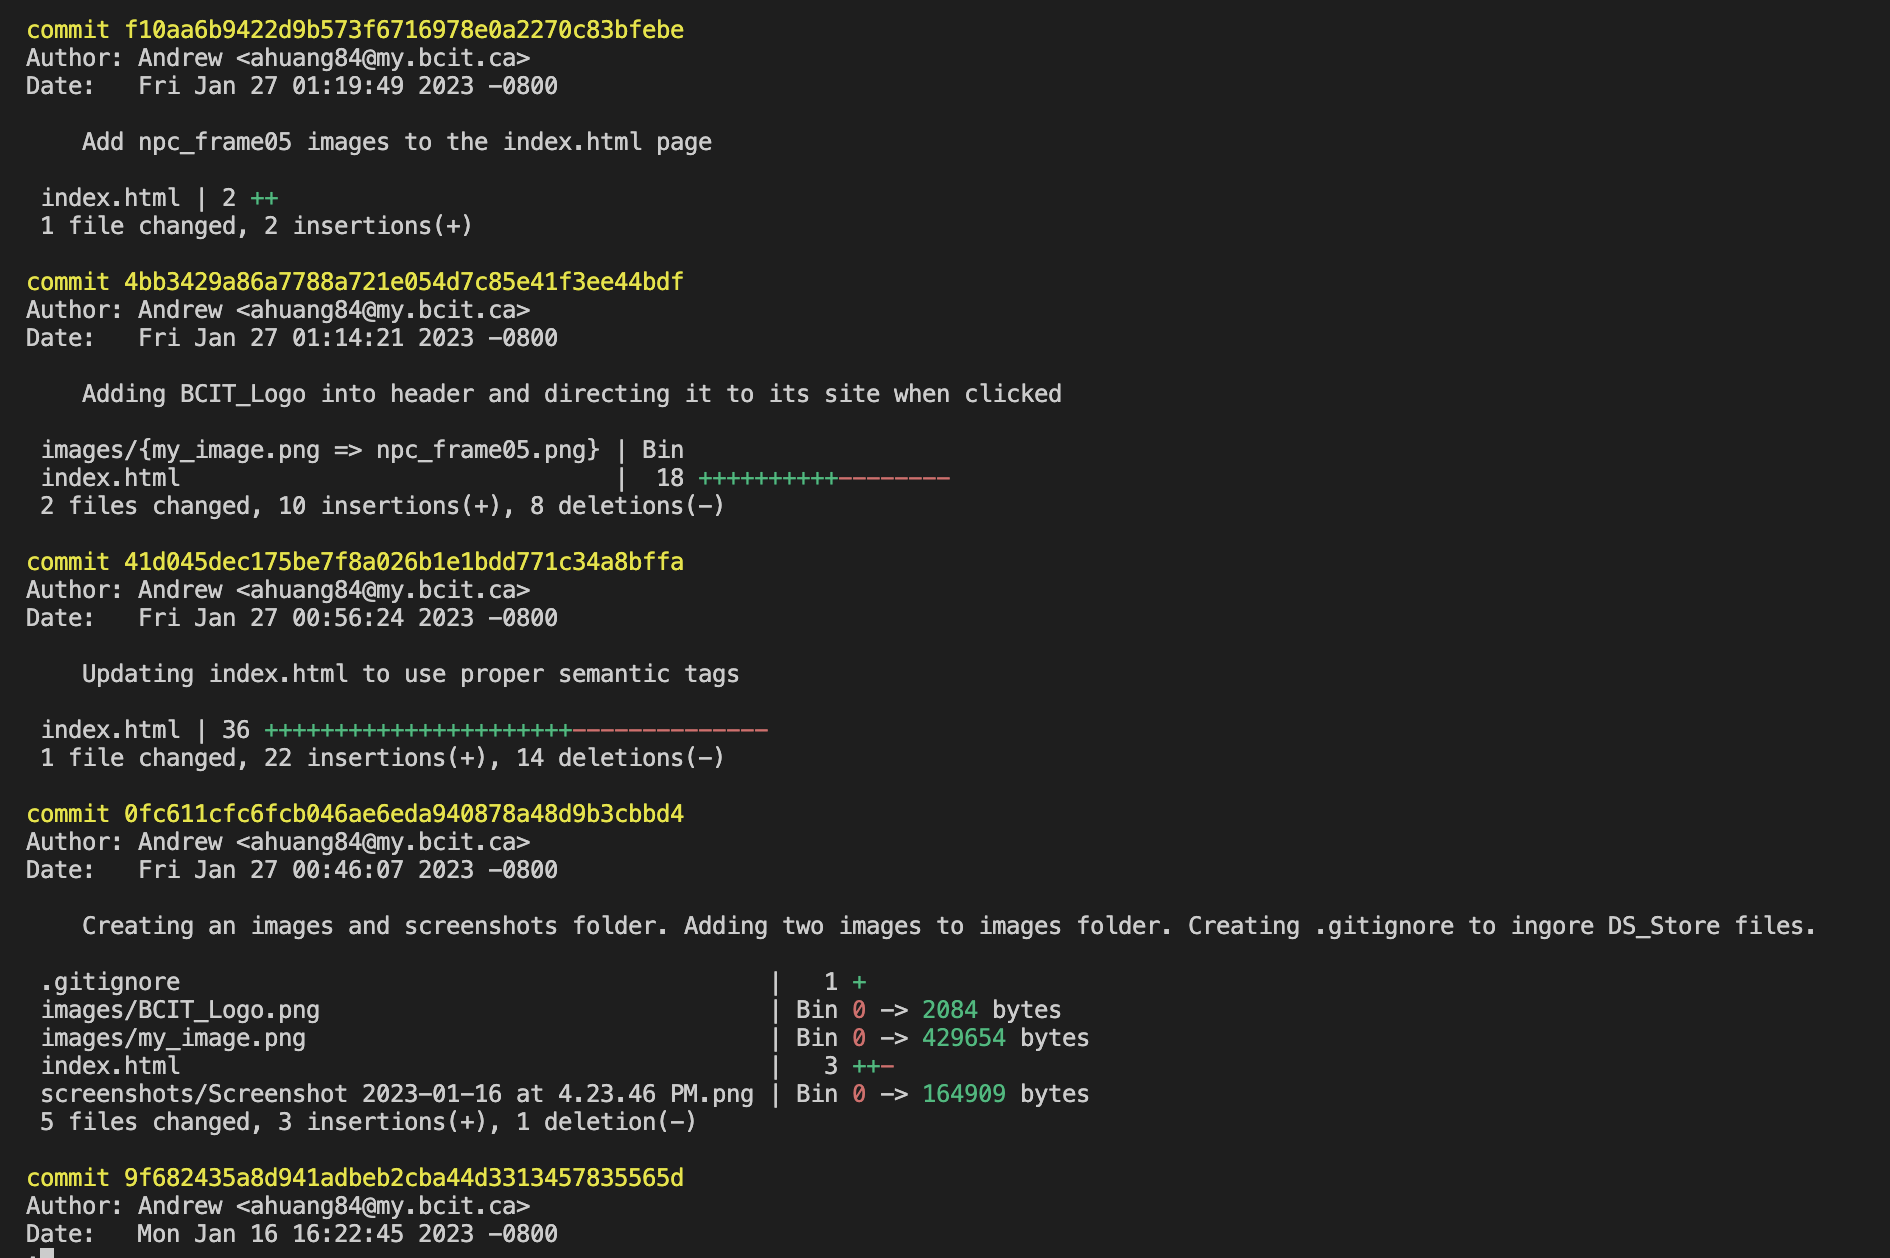 commit f10aa6b9422d9b573f6716978e0a2270c83bfebe
Author: Andrew <ahuang84@my.bcit.ca>
Date:   Fri Jan 27 01:19:49 2023 -0800
    Add npc_frame05 images to the index.html page
 index.html | 2 ++
 1 file changed, 2 insertions(+)
commit 4bb3429a86a7788a721e054d7c85e41f3ee44bdf
Author: Andrew <ahuang84@my.bcit.ca>
Date:   Fri Jan 27 01:14:21 2023 -0800
    Adding BCIT_Logo into header and directing it to its site when clicked
 images/{my_image.png => npc_frame05.png} | Bin
 index.html                               |  18 ++++++++++--------
 2 files changed, 10 insertions(+), 8 deletions(-)
commit 41d045dec175be7f8a026b1e1bdd771c34a8bffa
Author: Andrew <ahuang84@my.bcit.ca>
Date:   Fri Jan 27 00:56:24 2023 -0800
    Updating index.html to use proper semantic tags
 index.html | 36 ++++++++++++++++++++++--------------
 1 file changed, 22 insertions(+), 14 deletions(-)
commit 0fc611cfc6fcb046ae6eda940878a48d9b3cbbd4
Author: Andrew <ahuang84@my.bcit.ca>
Date:   Fri Jan 27 00:46:07 2023 -0800
    Creating an images and screenshots folder. Adding two images to images folder. Creating .gitignore to ingore DS_Store files.
 .gitignore                                         |   1 +
 images/BCIT_Logo.png                               | Bin 0 -> 2084 bytes
 images/my_image.png                                | Bin 0 -> 429654 bytes
 index.html                                         |   3 ++-
 screenshots/Screenshot 2023-01-16 at 4.23.46 PM.png | Bin 0 -> 164909 bytes
 5 files changed, 3 insertions(+), 1 deletion(-)
commit 9f682435a8d941adbeb2cba44d3313457835565d
Author: Andrew <ahuang84@my.bcit.ca>
Date:   Mon Jan 16 16:22:45 2023 -0800
: